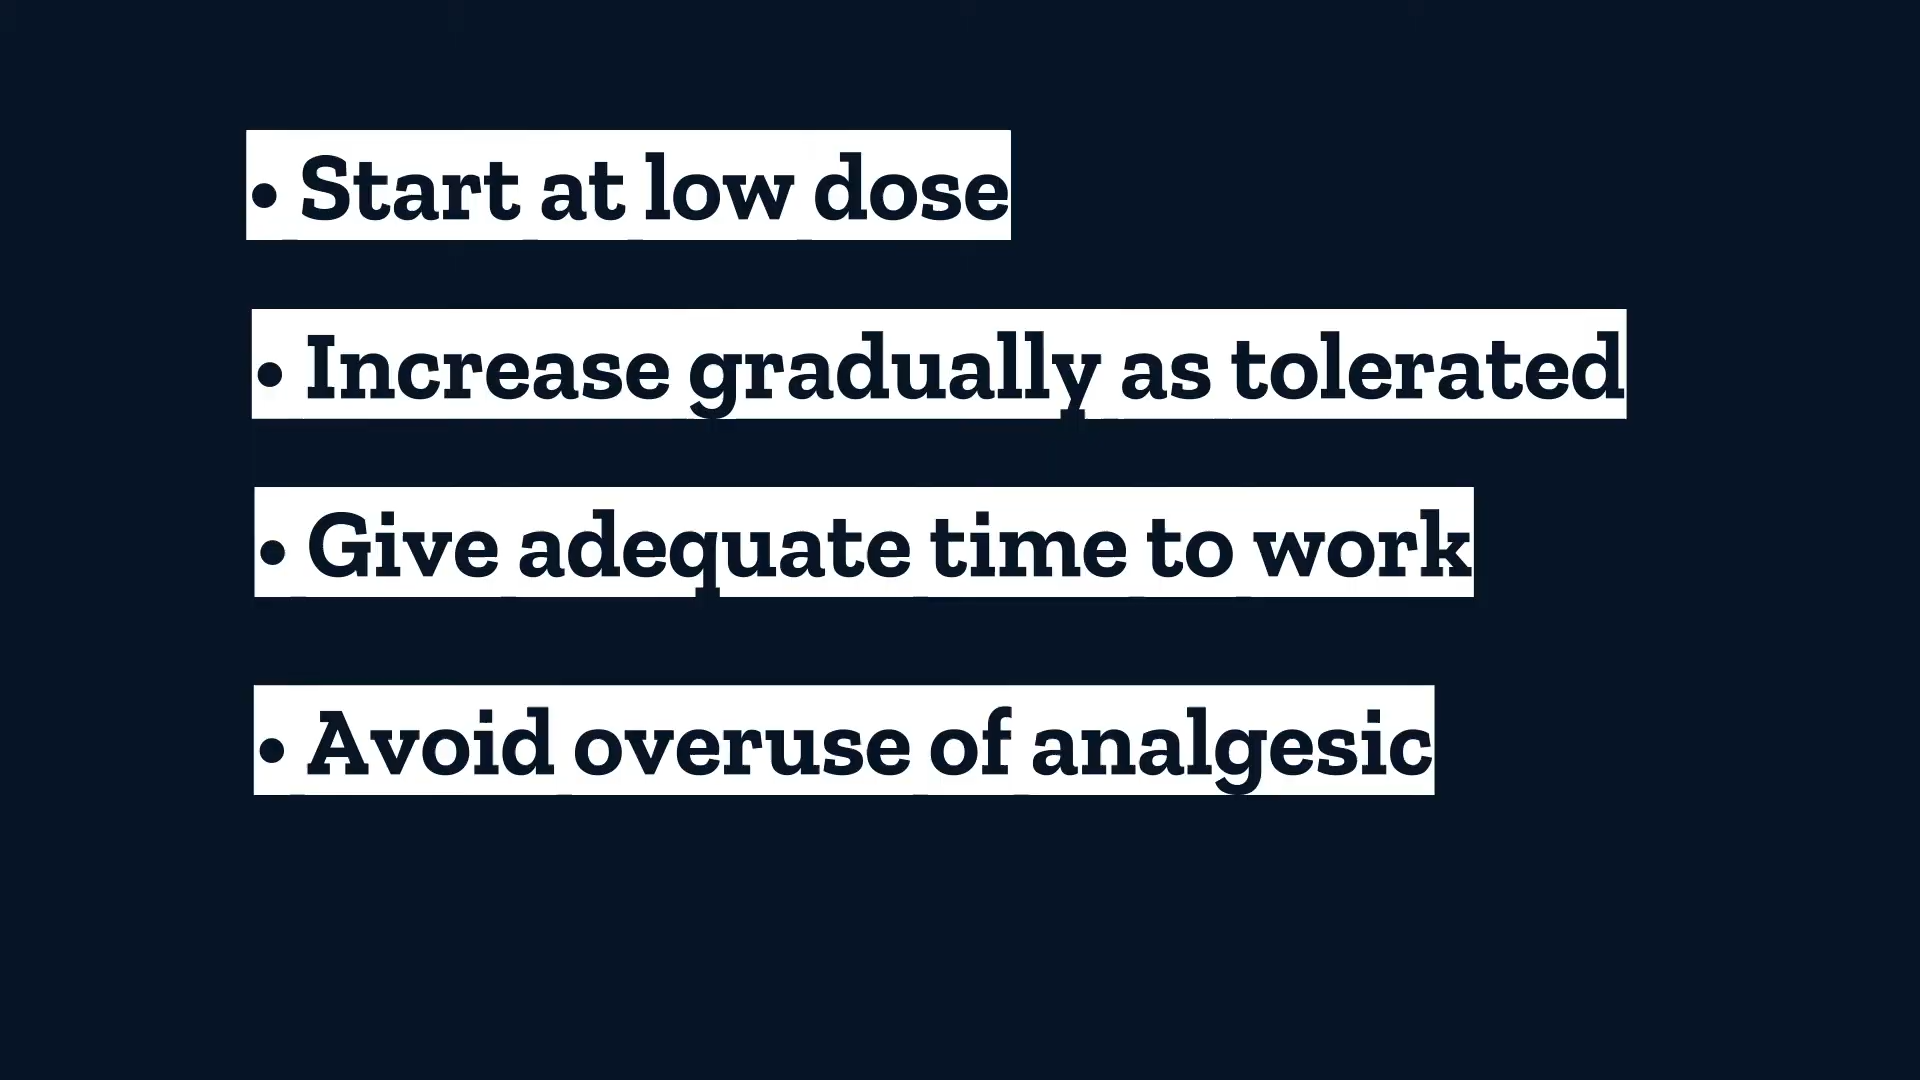 • Start at low dose
• Increase gradually as tolerated
• Give adequate time to work
• Avoid overuse of analgesic